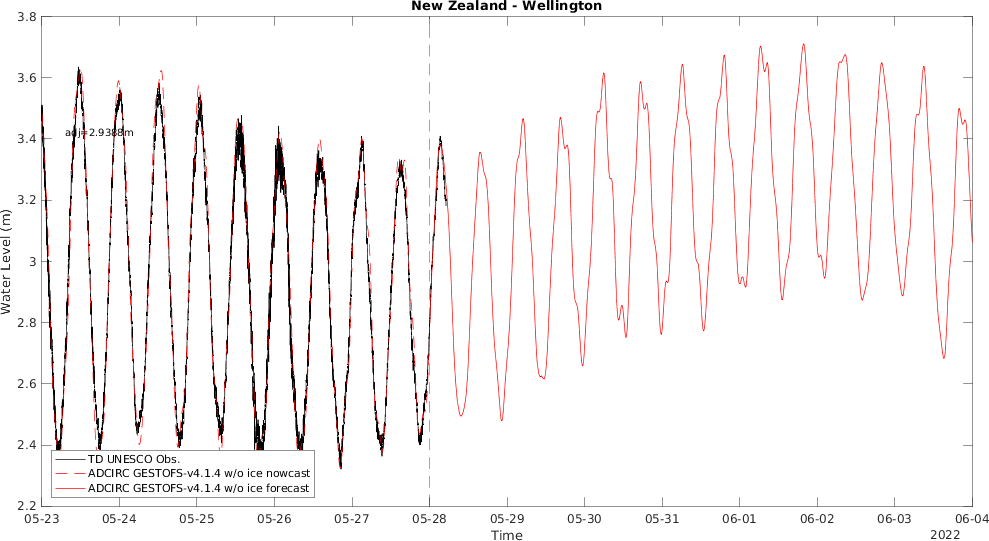 New Zealand - Wellington
3.8
3.6
3.4
3.2
3
2.8
2.6
2.4
2.2
Water Level (m)
adj=2.9388m
TD UNESCO Obs.
ADCIRC GESTOFS-v4.1.4 w/o ice nowcast
ADCIRC GESTOFS-v4.1.4 w/o ice forecast
05-23 05-24 05-25 05-26 05-27 05-28 05-29 05-30 05-31 06-01 06-02 06-03 06-04
Time
2022